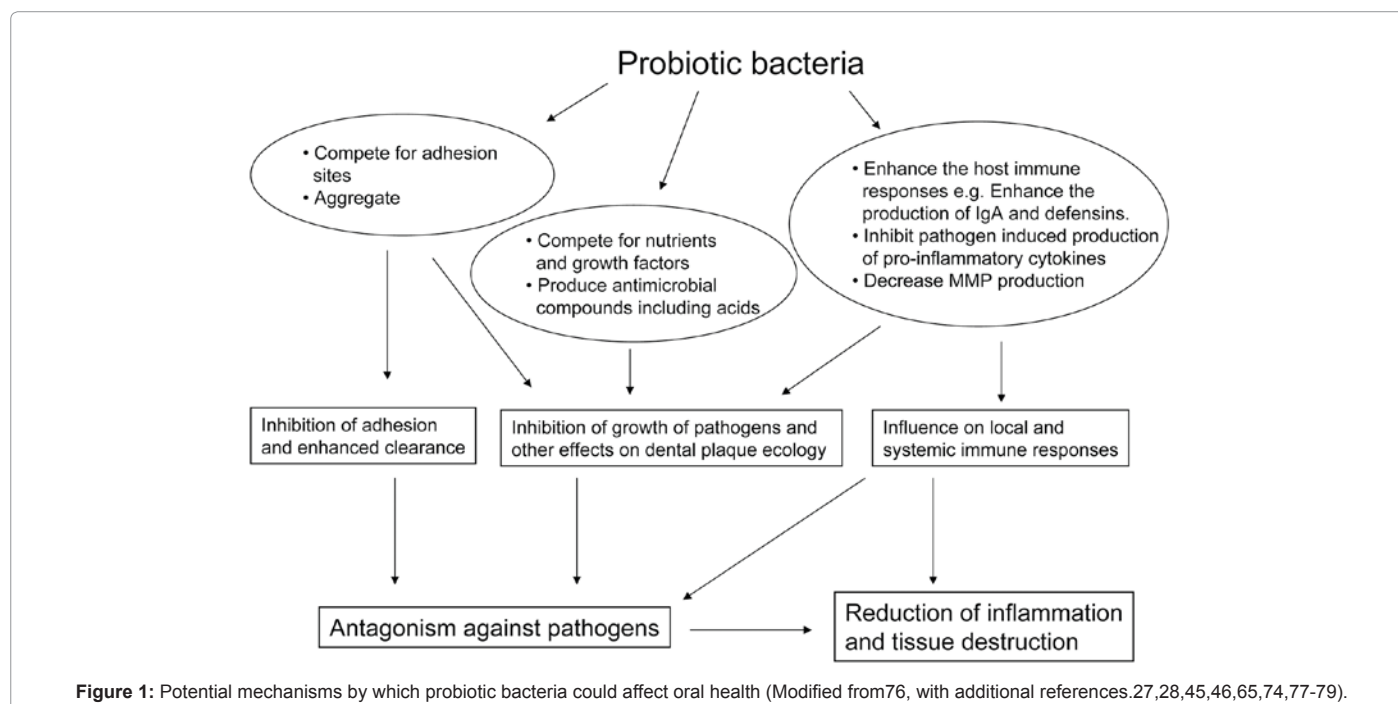 Probiotic bacteria
• Compete for adhesion
sites
• Aggregate
• Compete for nutrients
and growth factors
• Produce antimicrobial
compounds including acids
• Enhance the host immune
responses e.g. Enhance the
production of IgA and defensins.
• Inhibit pathogen induced production
of pro-inflammatory cytokines
• Decrease MMP production
Inhibition of adhesion
and enhanced clearance
Inhibition of growth of pathogens and
other effects on dental plaque ecology
Influence on local and
systemic immune responses
Antagonism against pathogens
Reduction of inflammation
and tissue destruction
Figure 1: Potential mechanisms by which probiotic bacteria could affect oral health (Modified from76, with additional references.27,28,45,46,65,74,77-79).